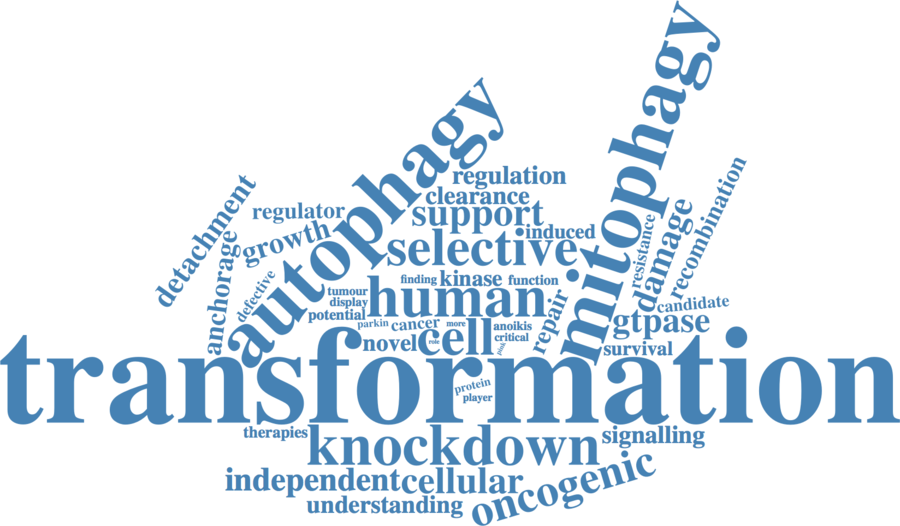 mitophagy
autophagy
regulation
clearance
recombination
detachment
regulator
support
damage
growth
induced
resistance
anchorage
selective
defective
finding
kinase
function
tumour
human
display
repair
candidate
potential
parkin
cancer
more
anoikis
gtpase
novel
cell
role
critical
pink
survival
transformation
protein
player
therapies
knockdown
signalling
independent
cellular
oncogenic
understanding